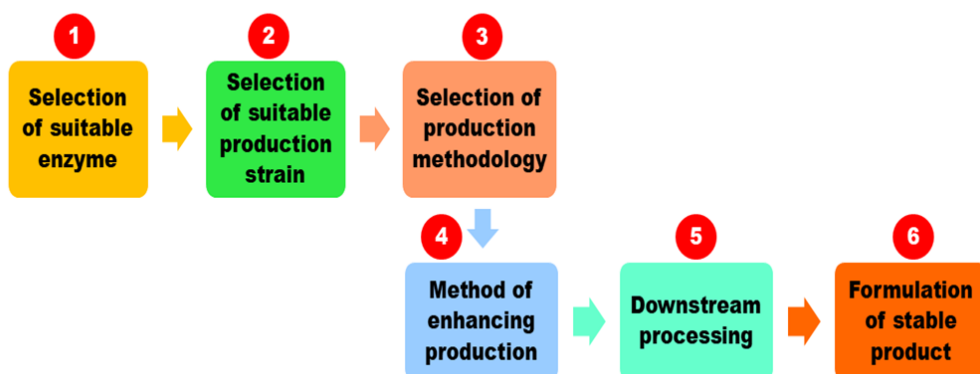 1
Selection
of suitable
enzyme
2
Selection
of suitable
production
strain
3
Selection of
production
methodology
4
Method of
enhancing
production
5
Downstream
processing
6
Formulation
of stable
product